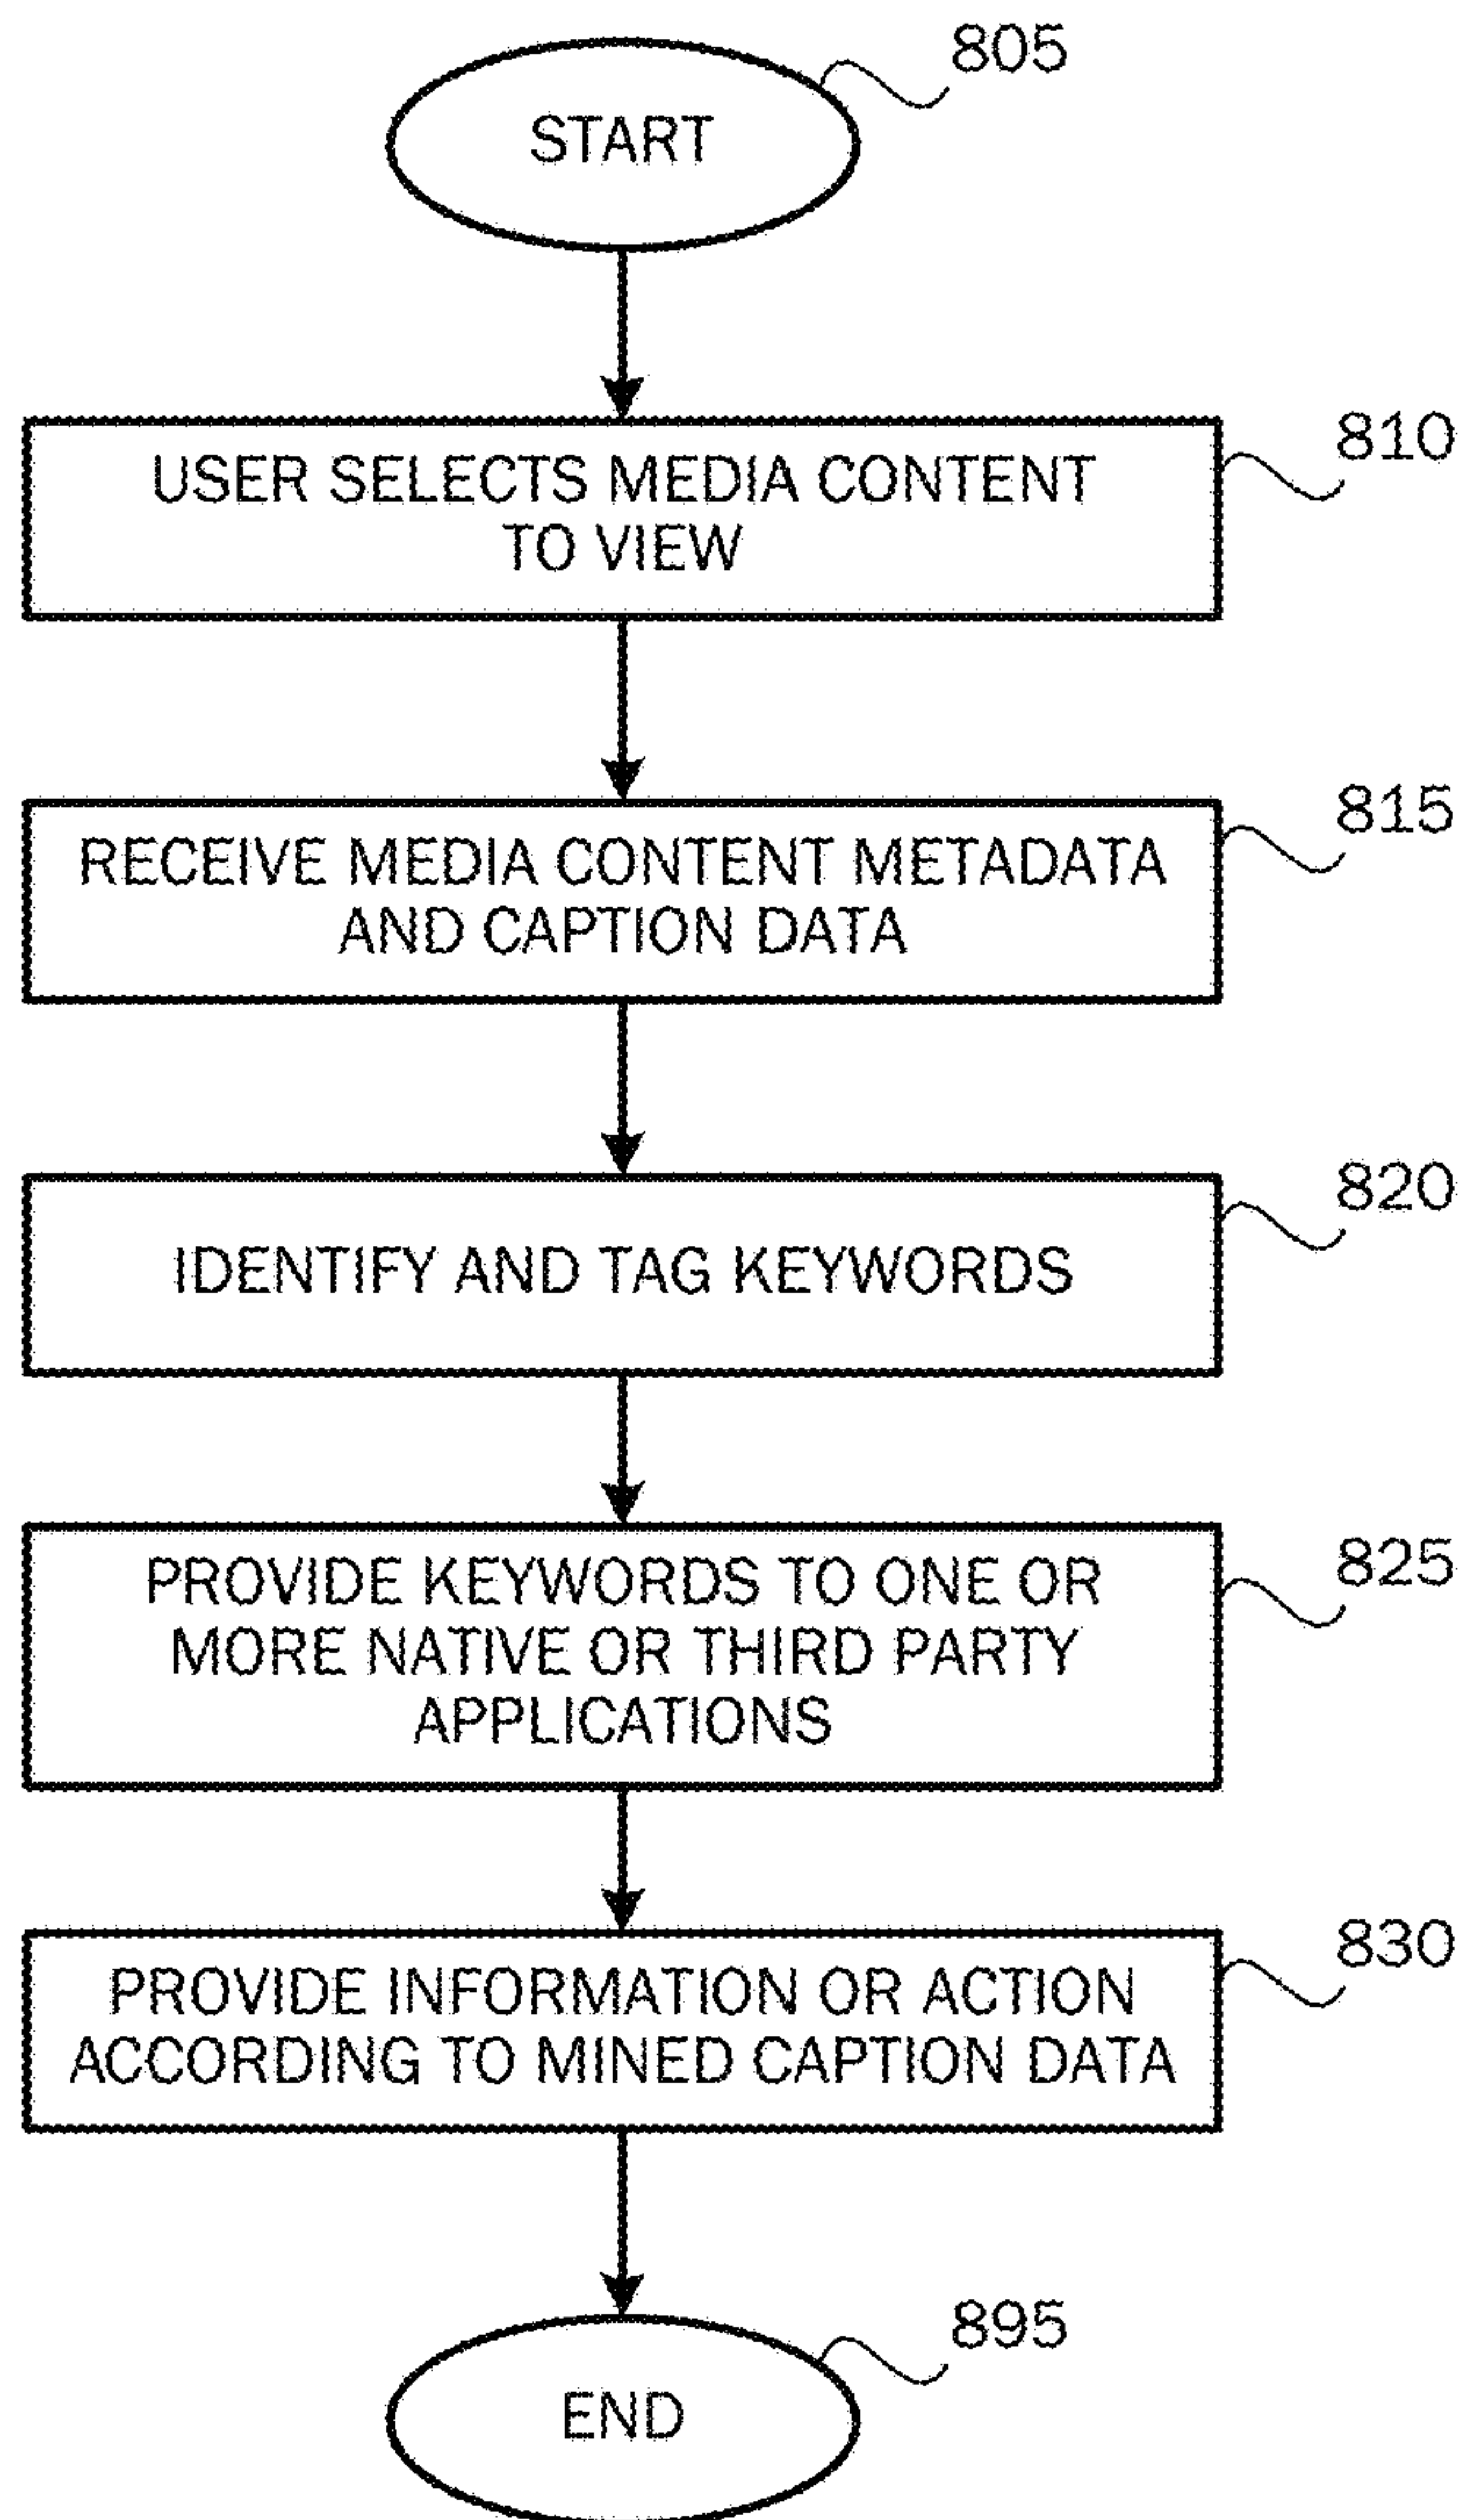 805
START
810
USER SELECTS MEDIA CONTENT
TO VIEW
815
RECEIVE MEDIA CONTENT METADATA
AND CAPTION DATA
820
IDENTIFY AND TAG KEYWORDS
825
PROVIDE KEYWORDS TO ONE OR
MORE NATIVE OR THIRD PARTY
APPLICATIONS
830
PROVIDE INFORMATION OR ACTION
ACCORDING TO MINED CAPTION DATA
895
END